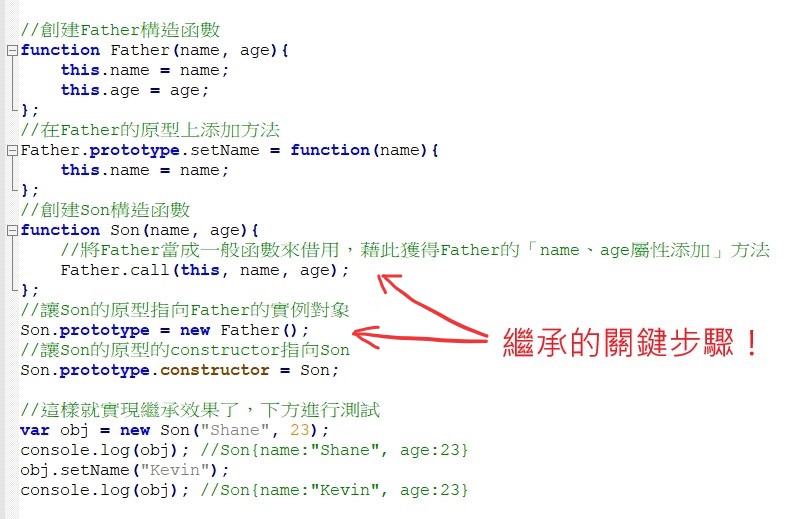 //創建Father構造函數
function Father(name, age){
    this.name = name;
    this.age = age;
};
//在Father的原型上添加方法
Father.prototype.setName = function(name){
    this.name = name;
};
//創建Son構造函數
function Son(name, age){
    //將Father當成一般函數來借用，藉此獲得Father的「name、age屬性添加」方法
    Father.call(this, name, age);
};
//讓Son的原型指向Father的實例對象
Son.prototype = new Father();
//讓Son的原型的constructor指向Son
Son.prototype.constructor = Son;
繼承的關鍵步驟！
//這樣就實現繼承效果了，下方進行測試
var obj = new Son("Shane", 23);
console.log(obj); //Son{name:"Shane", age:23}
obj.setName("Kevin");
console.log(obj); //Son{name:"Kevin", age:23}